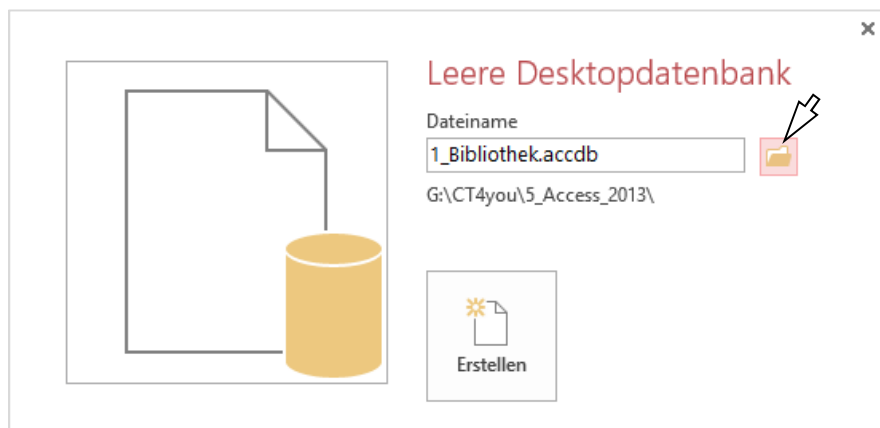 Leere Desktopdatenbank
Dateiname
1_Bibliothek.accdb
G:\CT4you\5_Access_2013\
Erstellen